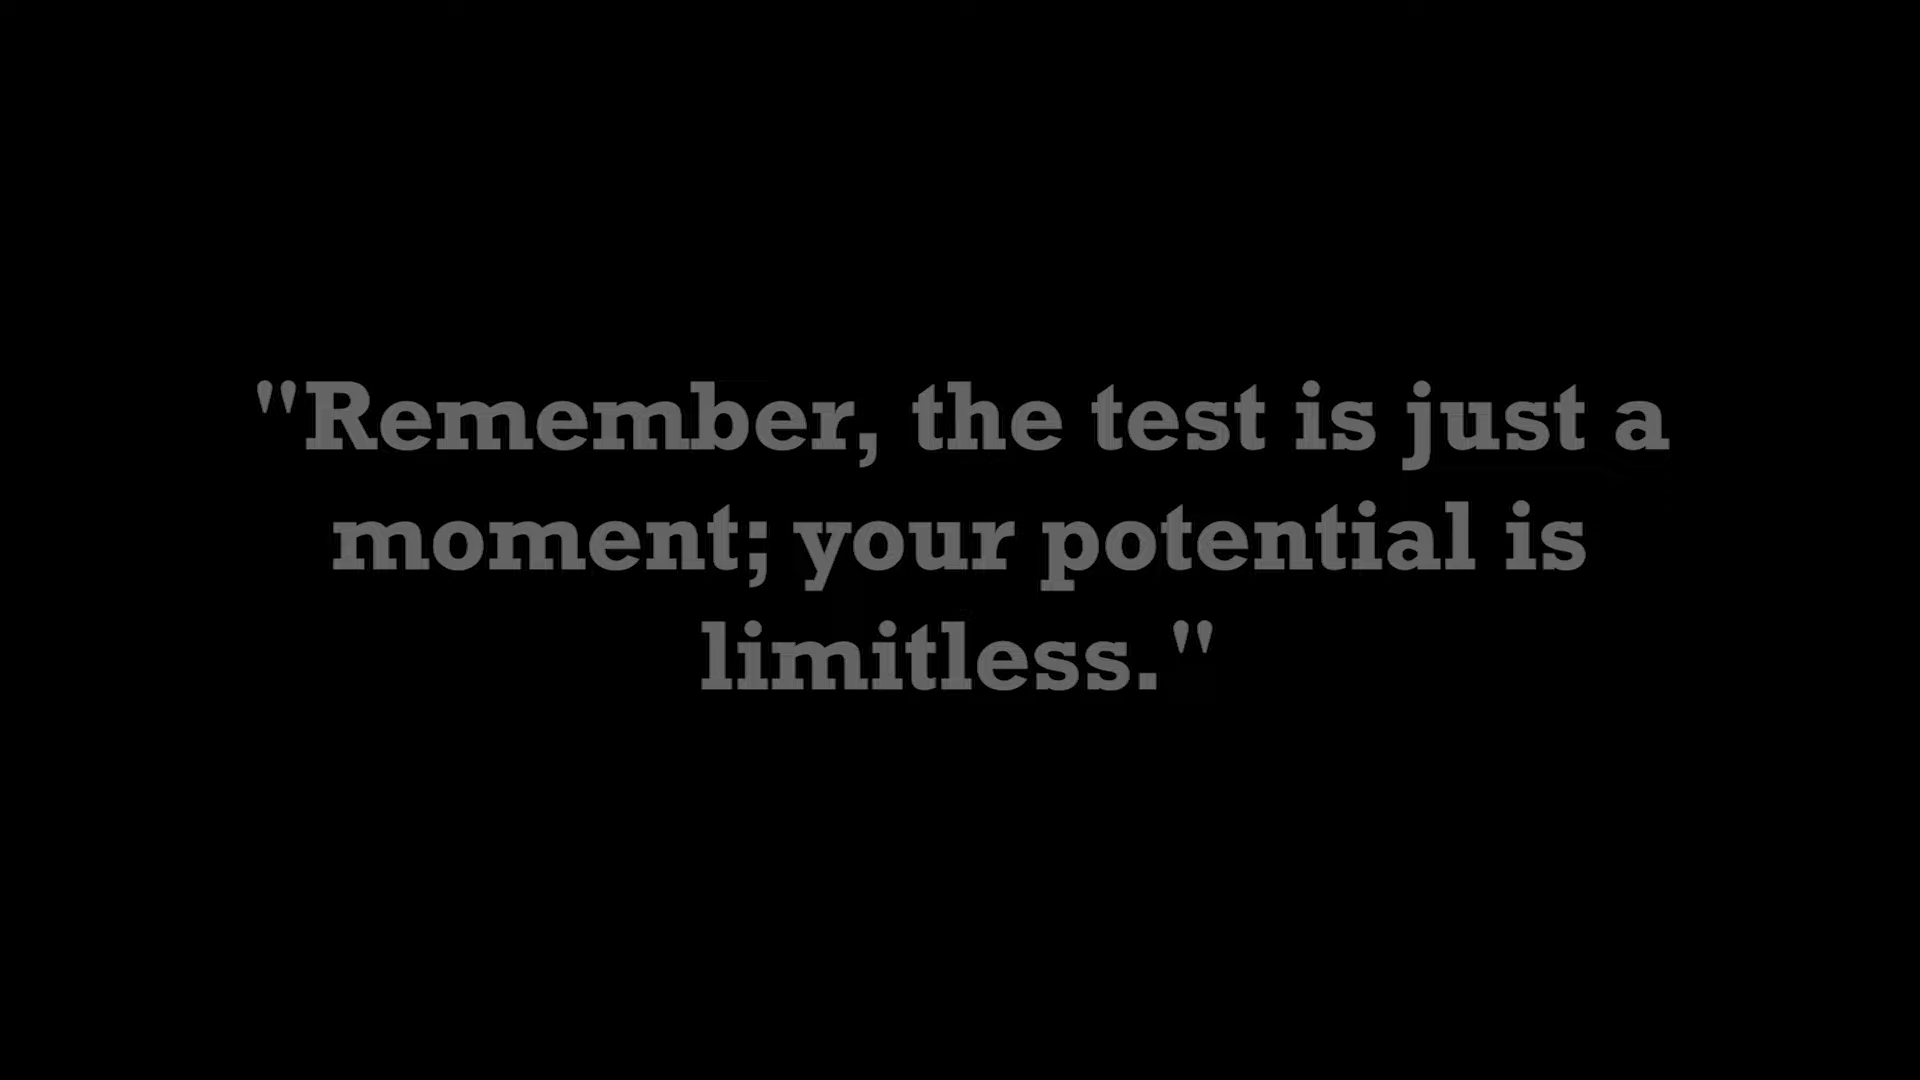 "Remember, the test is just a
moment; your potential is
limitless."